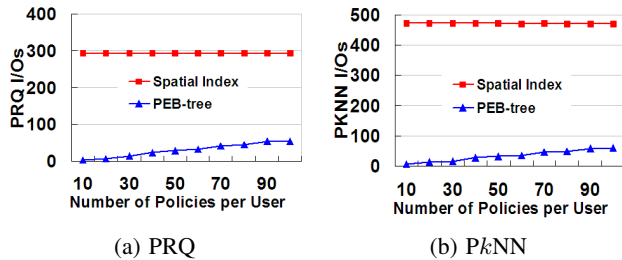 400
300
200
100
0
PRQ I/Os
Spatial Index
PEB-tree
10 30 50 70 90
Number of Policies per User
(a) PRQ
500
400
300
200
100
0
PKNN I/Os
Spatial Index
PEB-tree
10 30 50 70 90
Number of Policies per User
(b) PkNN